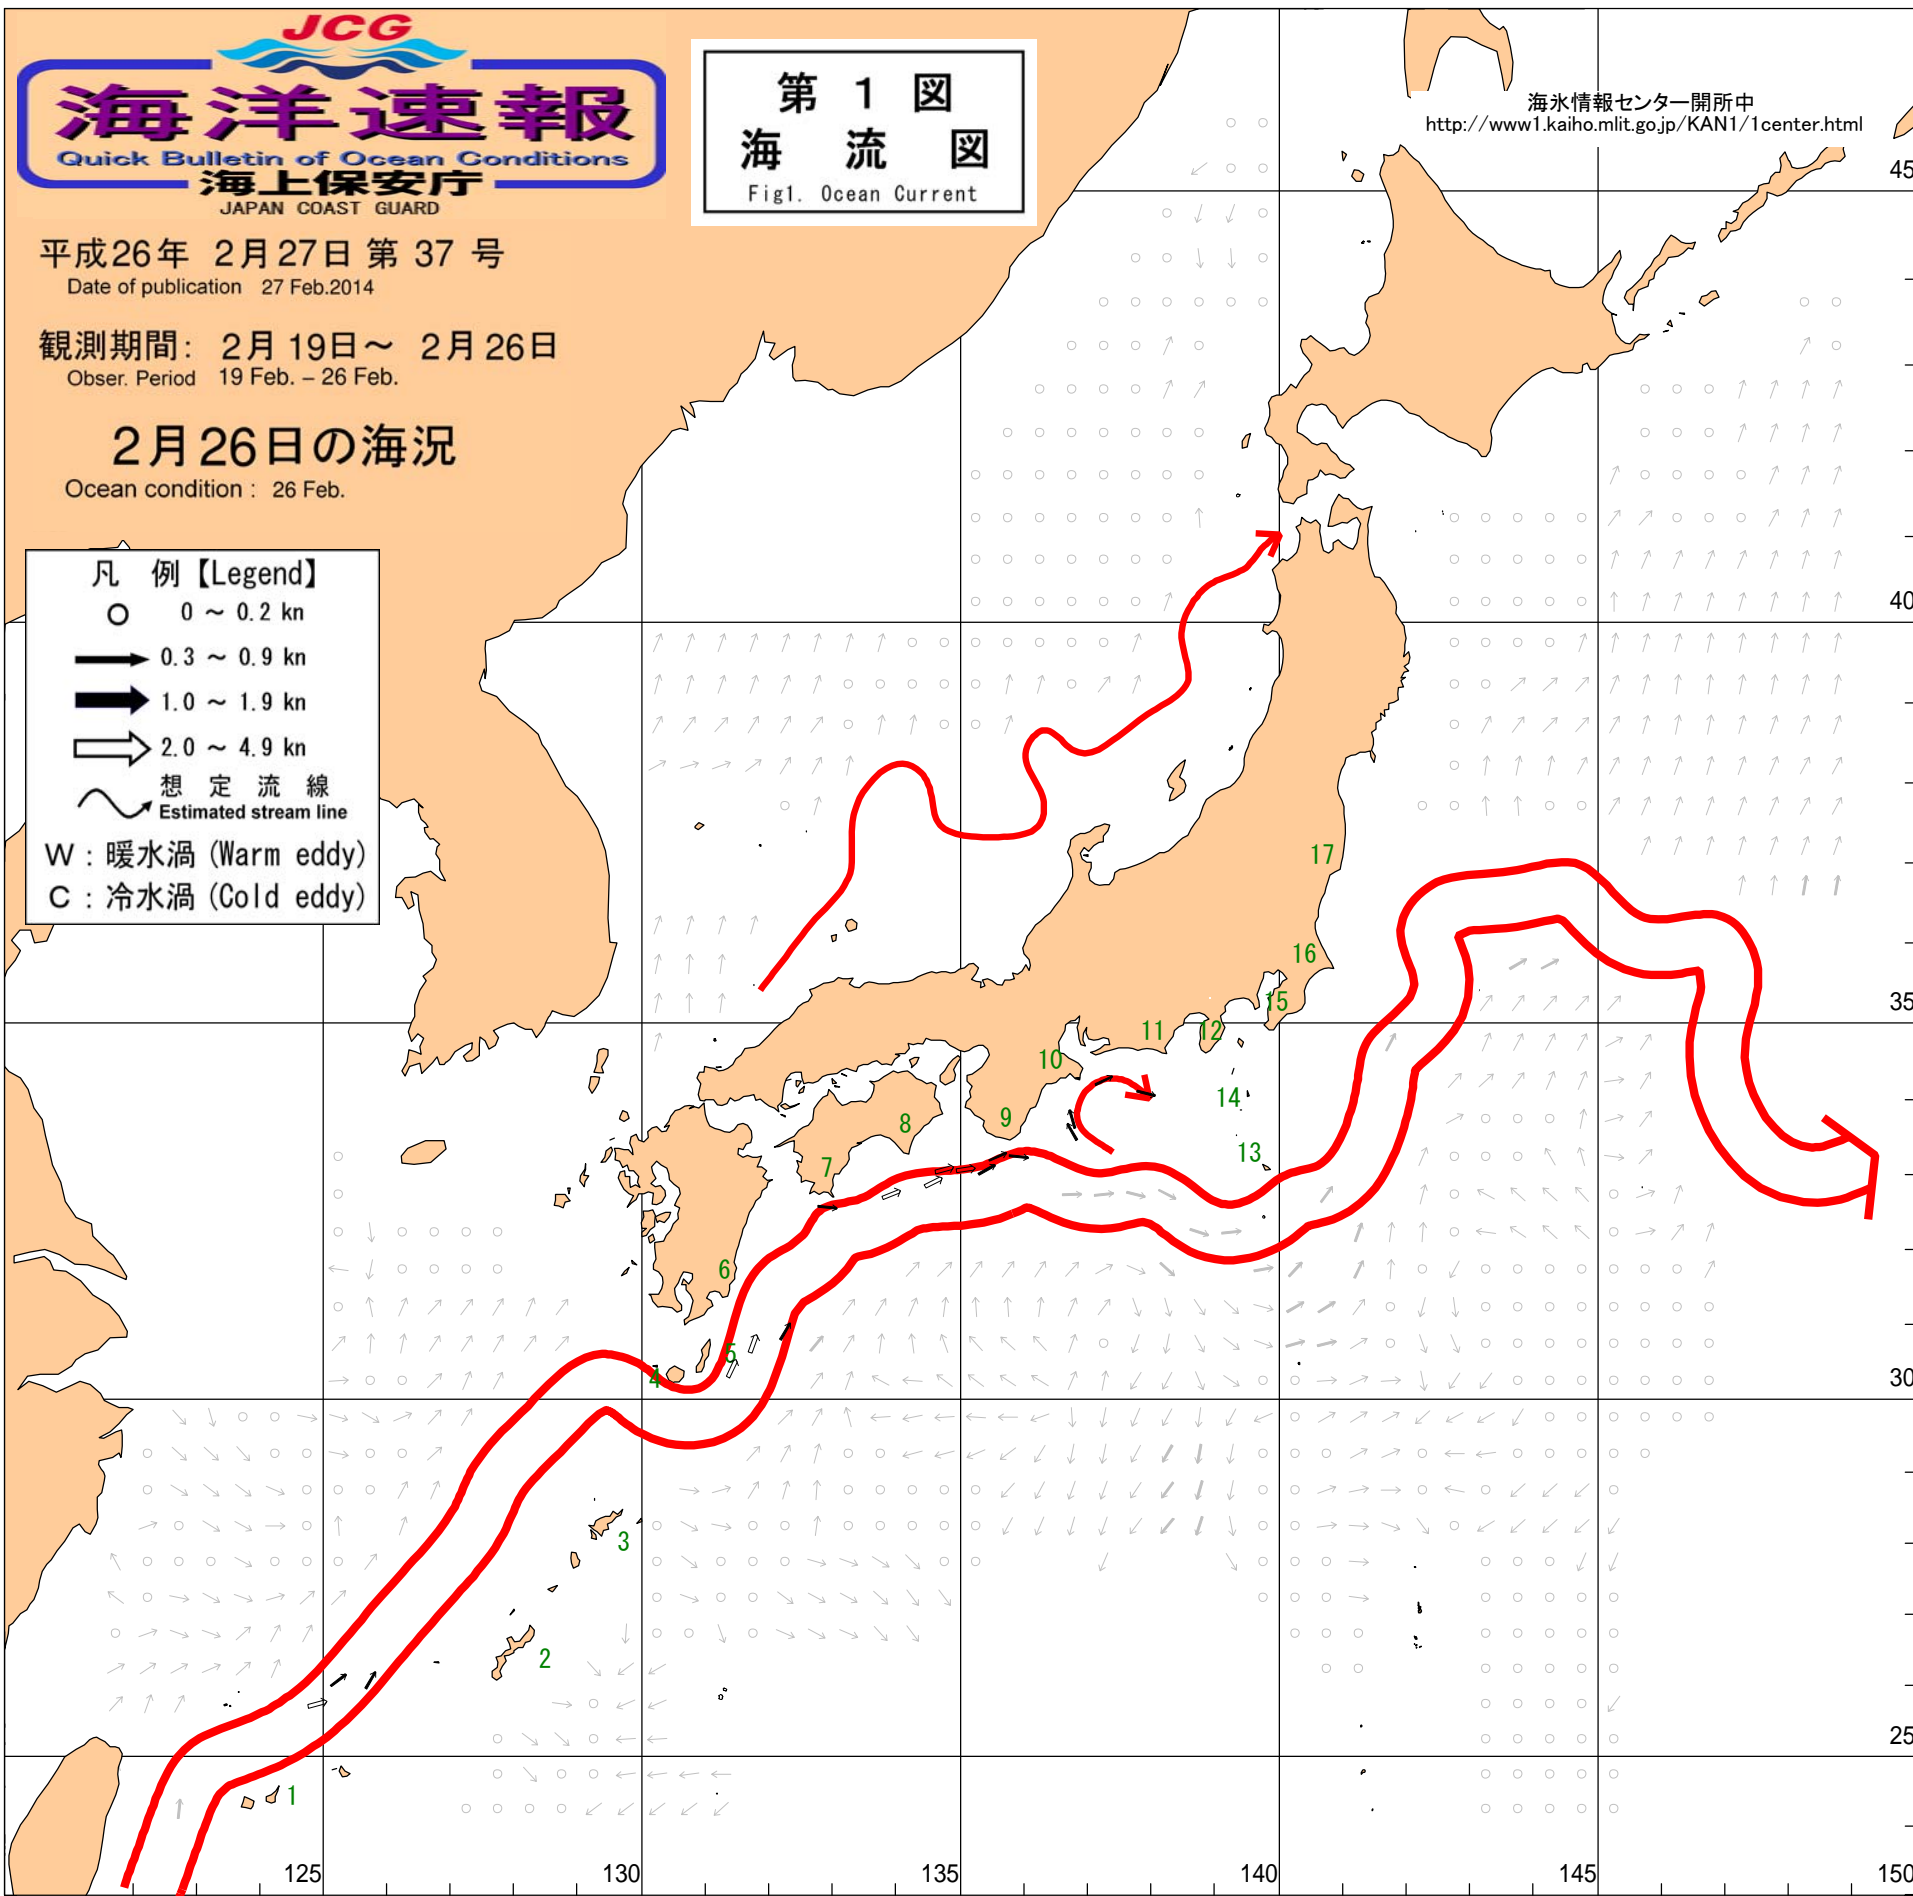 JCG
海洋速報
Quick Bulletin of Ocean Conditions
海上保安庁
JAPAN COAST GUARD
平成26年 2月27日 第 37 号
Date of publication 27 Feb.2014
観測期間: 2月 19日～ 2月 26日
Obser. Period 19 Feb. – 26 Feb.
2月26日の海況
Ocean condition : 26 Feb.
第 1 図
海 流 図
Fig1. Ocean Current
海氷情報センター開所中
http://www1.kaiho.mlit.go.jp/KAN1/1center.html
凡 例【Legend】
0 ～ 0.2 kn
0.3 ～ 0.9 kn
1.0 ～ 1.9 kn
2.0 ～ 4.9 kn
想 定 流 線
Estimated stream line
W : 暖水渦 (Warm eddy)
C : 冷水渦 (Cold eddy)
45
40
17
16
35
15
12
11
10
14
9
8
13
7
6
5
4
30
3
2
25
1
125
130
135
140
145
150